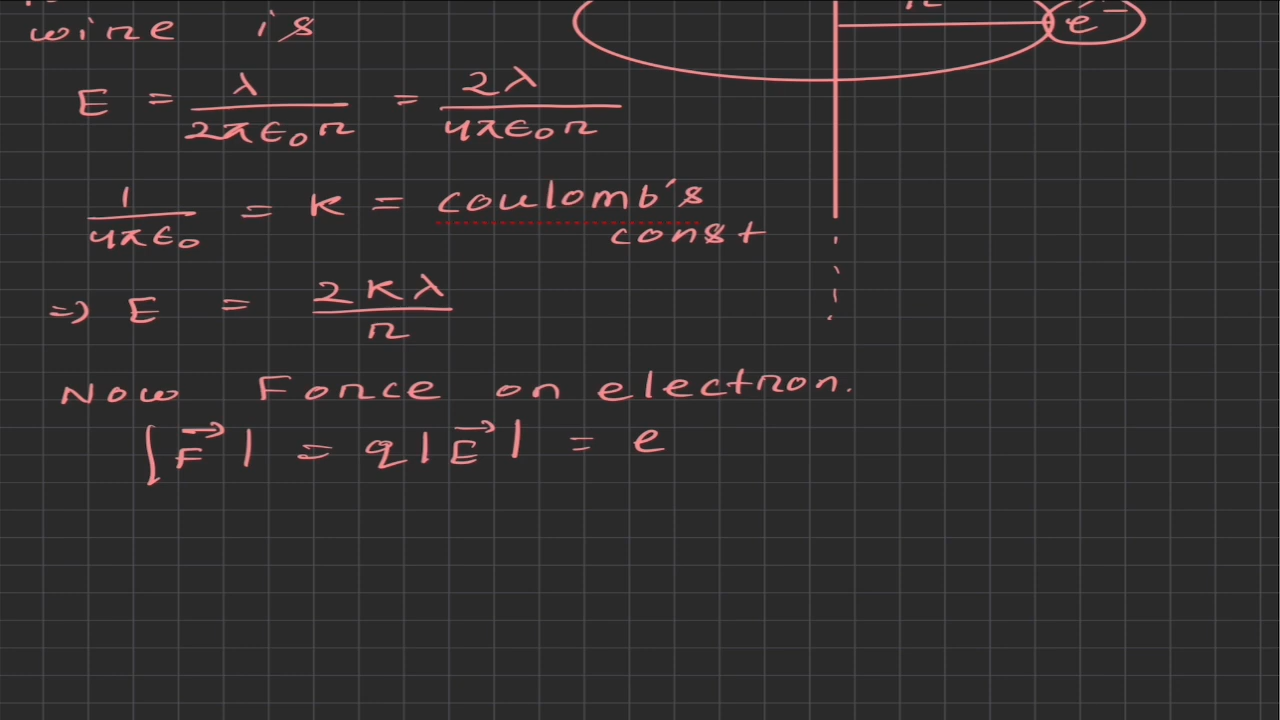 wire is
e⁻
E = λ/2πϵ₀r = 2λ/4πϵ₀r
1/4πϵ₀ = K = coulomb's
const
=> E = 2Kλ/r
Now Force on electron.
|F⃗| = q|E⃗| = e